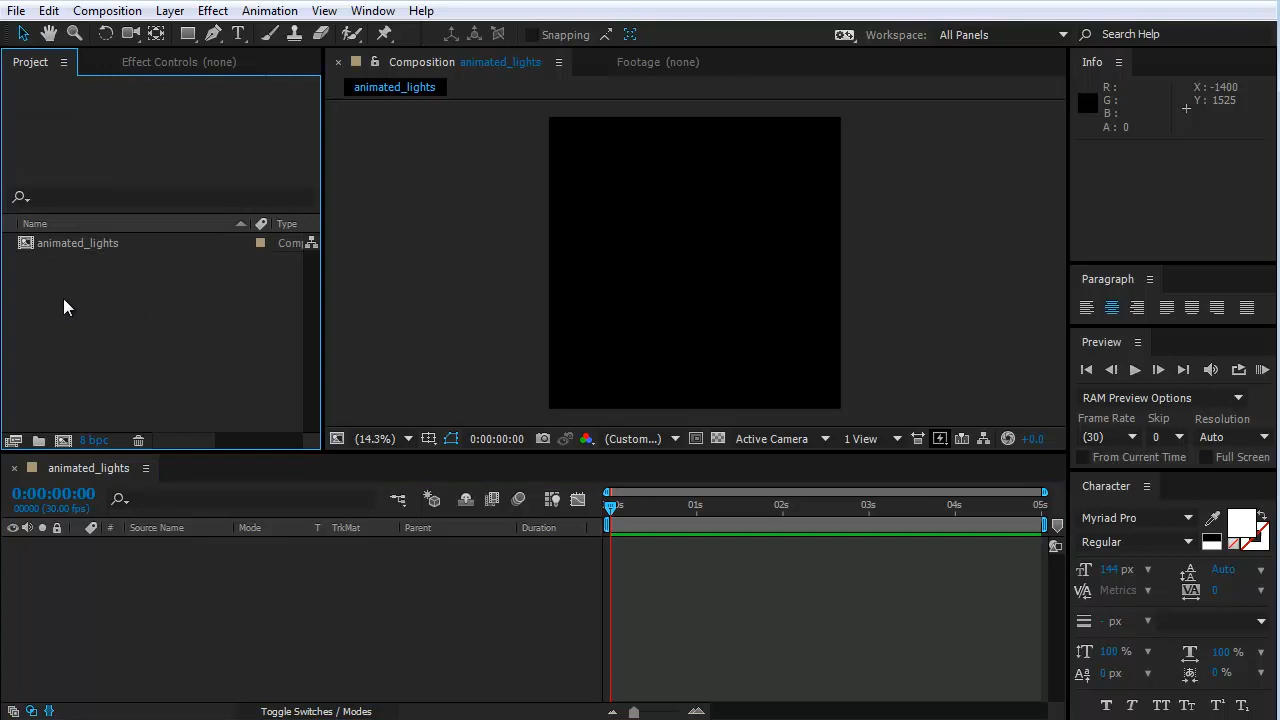 File Edit Composition Layer Effect Animation View Window Help
Snapping Workspace: All Panels Search Help
Project Effect Controls (none) Composition animated_lights Footage (none) Info
animated_lights
R :
G :
B :
A : 0
X : -1400
Y : 1525
Name Type
animated_lights
Paragraph
Preview
RAM Preview Options
Frame Rate Skip Resolution
(30) 0 Auto
From Current Time Full Screen
8 bpc (14.3%) 0:00:00:00 (Custom...) Active Camera 1 View +0.0
animated_lights
0:00:00:00
00000 (30.00 fps)
01s 02s 03s 04s 05s
# Source Name Mode T TrkMat Parent Duration
Character
Myriad Pro
Regular
144 px Auto
Metrics 0
- px
100 % 100 %
0 px 0 %
T T TT Tt T¹ T₁
Toggle Switches / Modes